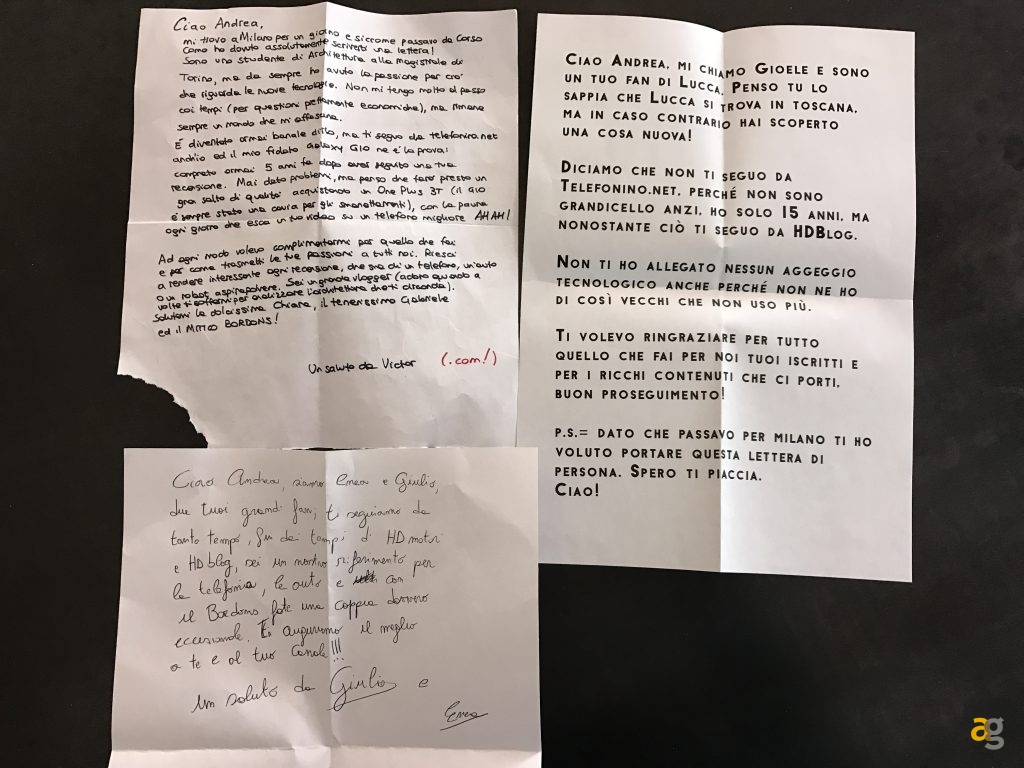 Ciao Andrea,
mi trovo a Milano per un giorno e siccome passavo da Corso
Como ho dovuto assolutamente scriverti una lettera!
Sono uno studente di Architettura alla magistrale di
Torino, ma da sempre ho avuto la passione per ciò
che riguarda le nuove tecnologie. Non mi tengo molto al passo
coi tempi (per questioni pettamente economiche), ma rimane
sempre un mondo che mi affascina.
È diventato ormai banale dirlo, ma ti seguo da telefonino.net
anch'io ed il mio fidato Galaxy G10 ne è la prova!
comprato ormai 5 anni fa dopo aver seguito una tua
recensione. Mai dato problemi, ma penso che farò presto un
gran salto di qualità acquistando un One Plus 3T (il G10
è sempre stato una cavia per gli smanettamenti), con la paura
ogni giorno che esca un tuo video su un telefono migliore AHAH!
Ad ogni modo volevo complimentarmi per quello che fai
e per come trasmetti le tue passioni a tutti noi. Riesci
a rendere interessante ogni recensione, che sia di un telefono, un'auto
o un robot aspirapolvere. Sei un grande vlogger (adoro quando a
volte ti soffermi per analizzare l'architettura che ti circonda).
Salutami la dolcissima Chiara, il tenerissimo Gabriele
ed il MITICO BORDONS!
Un saluto da Victor (.com!)
Ciao Andrea, mi chiamo Gioele e sono
un tuo fan di Lucca. Penso tu lo
sappia che Lucca si trova in toscana,
ma in caso contrario hai scoperto
una cosa nuova!
Diciamo che non ti seguo da
Telefonino.net, perché non sono
grandicello anzi, ho solo 15 anni, ma
nonostante ciò ti seguo da HDBlog.
Non ti ho allegato nessun aggeggio
tecnologico anche perché non ne ho
di così vecchi che non uso più.
Ti volevo ringraziare per tutto
quello che fai per noi tuoi iscritti e
per i ricchi contenuti che ci porti,
buon proseguimento!
p.s.= dato che passavo per milano ti ho
voluto portare questa lettera di
persona. Spero ti piaccia.
Ciao!
Ciao Andrea, siamo Enea e Giulio,
due tuoi grandi fan; ti seguiamo da
tanto tempo, fin dai tempi di HDmotori
e HDblog, sei un nostro riferimento per
la telefonia, le auto e con
il Bordons fate una coppia davvero
eccezionale. Ti auguriamo il meglio
a te e al tuo canale!!!
Un saluto da Giulio e
Enea
ag